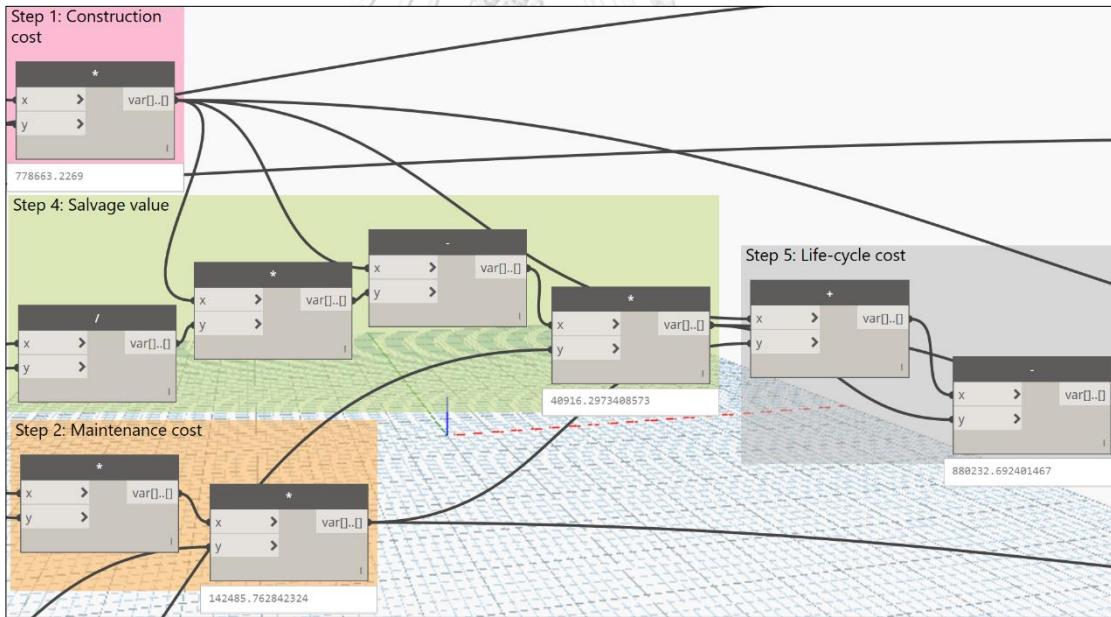 Step 1: Construction
cost
*
x > var[]..[]
y >
l
778663.2269
Step 4: Salvage value
/
x > var[]..[]
y >
l
*
x > var[]..[]
y >
l
-
x > var[]..[]
y >
l
*
x > var[]..[]
y >
l
40916.2973408573
Step 5: Life-cycle cost
+
x > var[]..[]
y >
l
-
x > var[]..[]
y >
l
880232.692401467
Step 2: Maintenance cost
*
x > var[]..[]
y >
l
*
x > var[]..[]
y >
l
142485.762842324